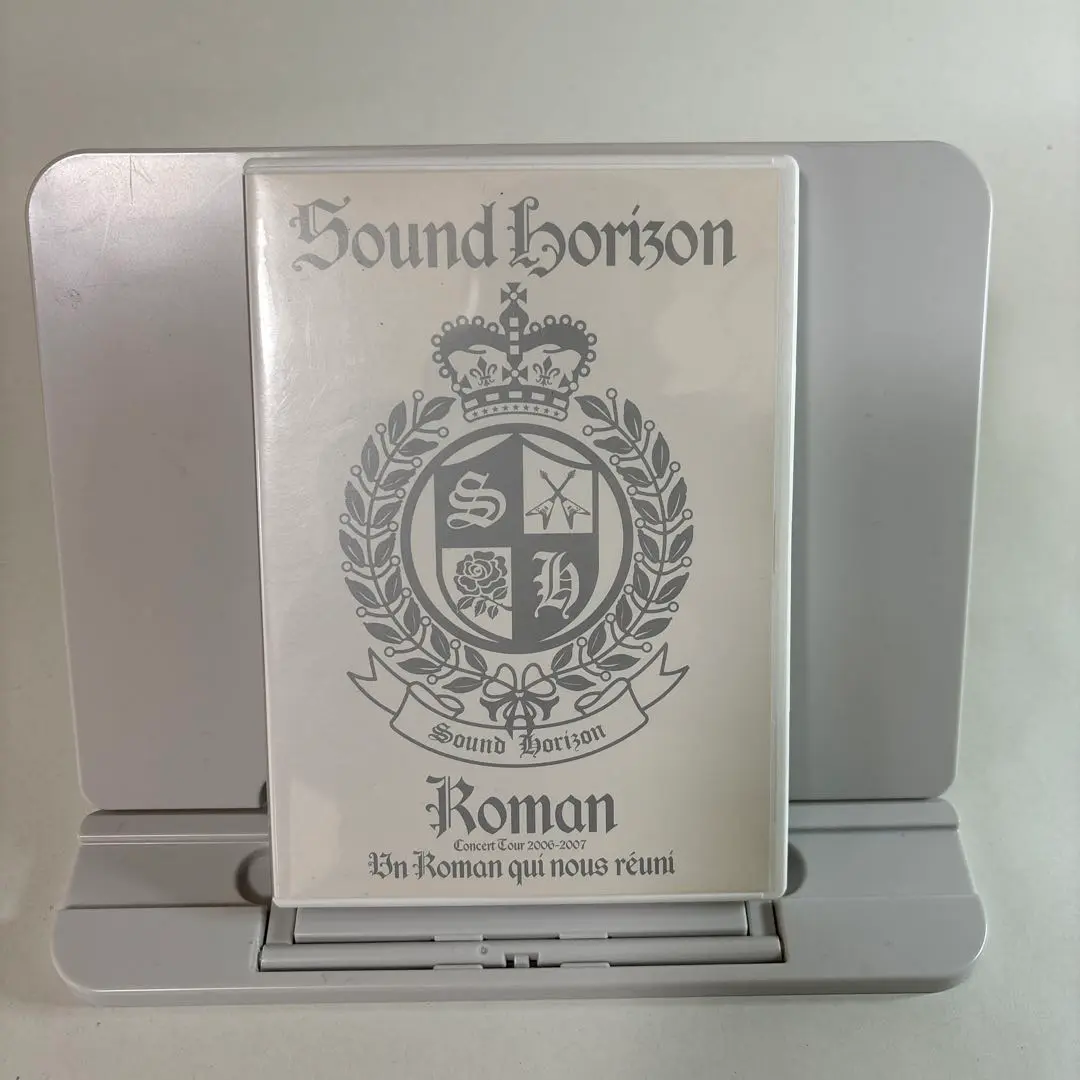 Sound Horizon
S
S H
Sound Horizon
Roman
Concert Tour 2006-2007
Un Roman qui nous réuni